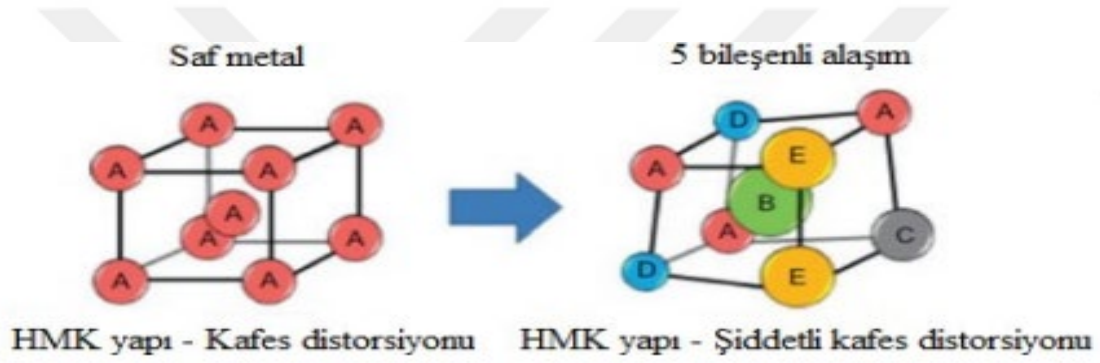 Saf metal
5 bileşenli alaşım
A
A
A
A
A
A
A
A
A
D
A
A
E
B
A
C
D
E
HMK yapı - Kafes distorsiyonu
HMK yapı - Şiddetli kafes distorsiyonu